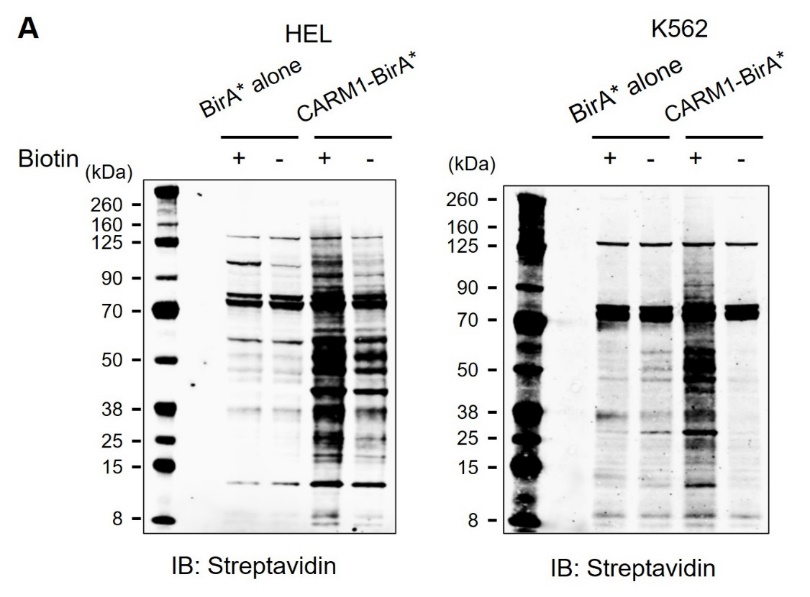 A
HEL
BirA* alone
CARM1-BirA*
Biotin
+ - + -
(kDa)
260
160
125
90
70
50
38
25
15
8
IB: Streptavidin
K562
BirA* alone
CARM1-BirA*
+ - + -
(kDa)
260
160
125
90
70
50
38
25
15
8
IB: Streptavidin